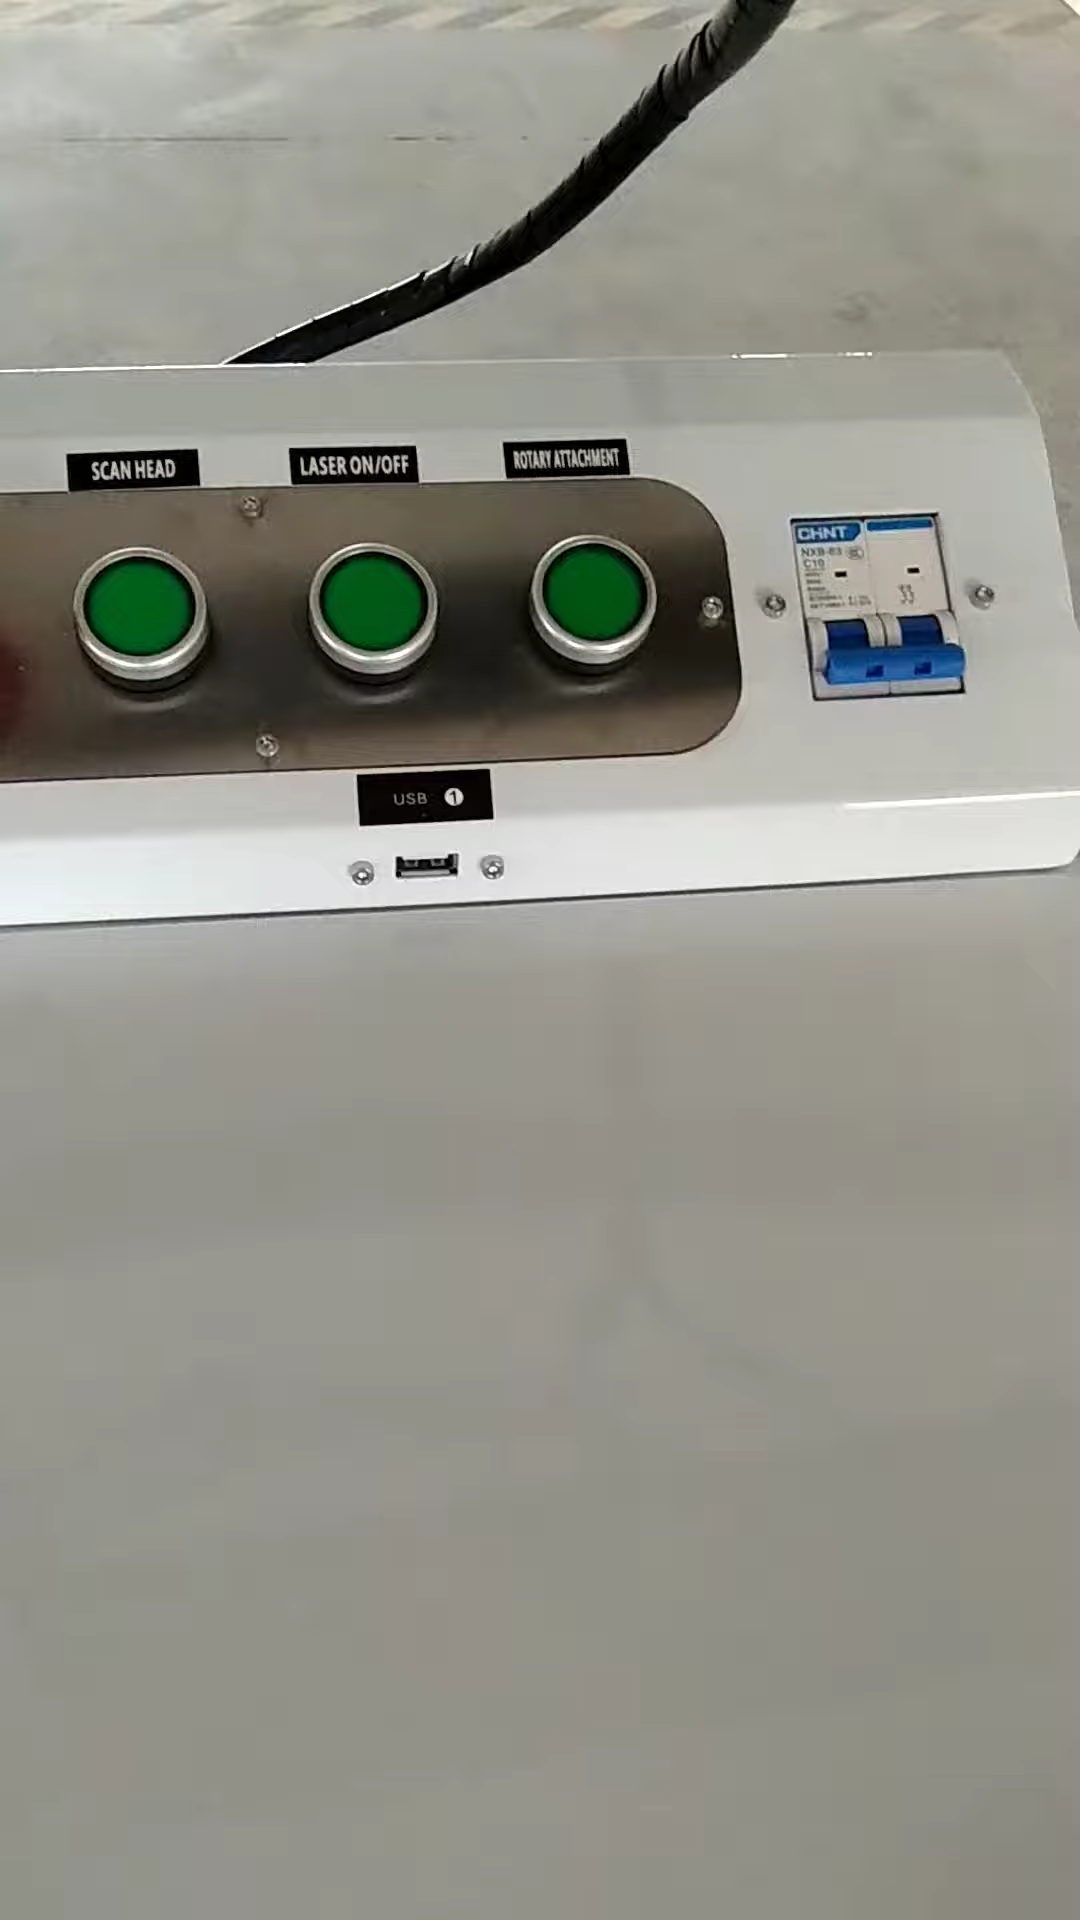 SCAN HEAD
LASER ON/OFF
ROTARY ATTACHMENT
CHNT
NXB-63
C10
USB 1